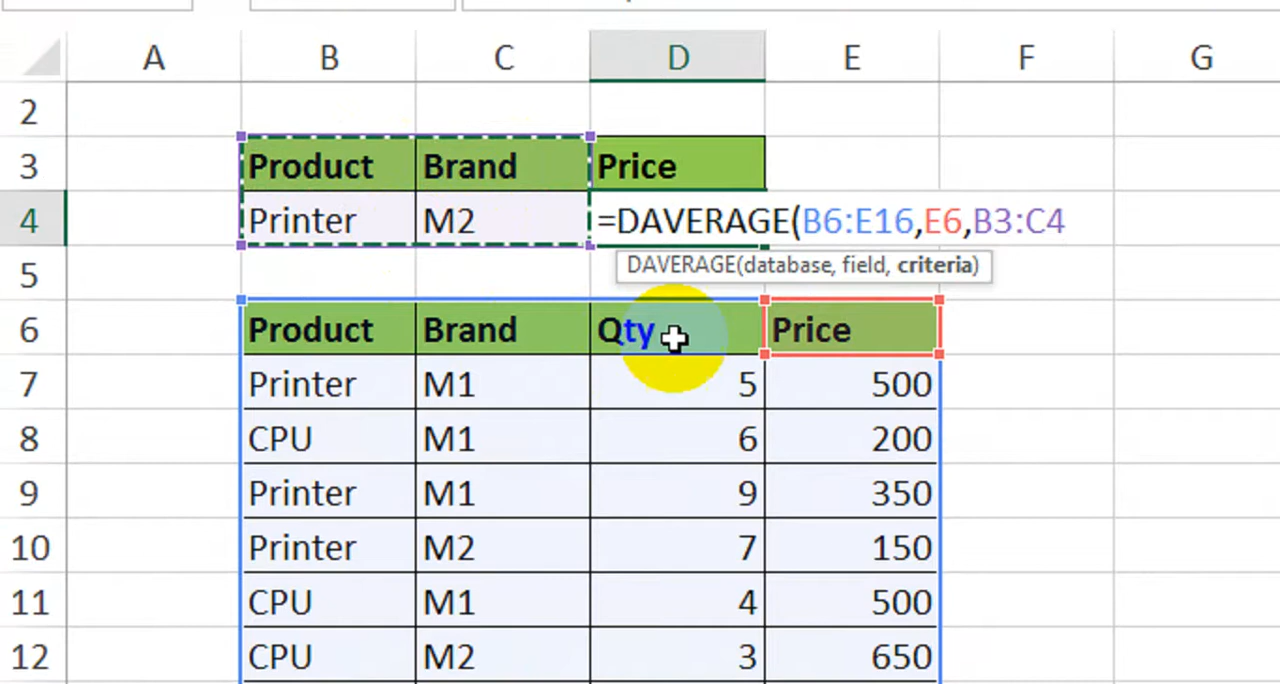 A B C D E F G
2
3 Product Brand Price
4 Printer M2 =DAVERAGE(B6:E16,E6,B3:C4
DAVERAGE(database, field, criteria)
5
6 Product Brand Qty Price
7 Printer M1 5 500
8 CPU M1 6 200
9 Printer M1 9 350
10 Printer M2 7 150
11 CPU M1 4 500
12 CPU M2 3 650